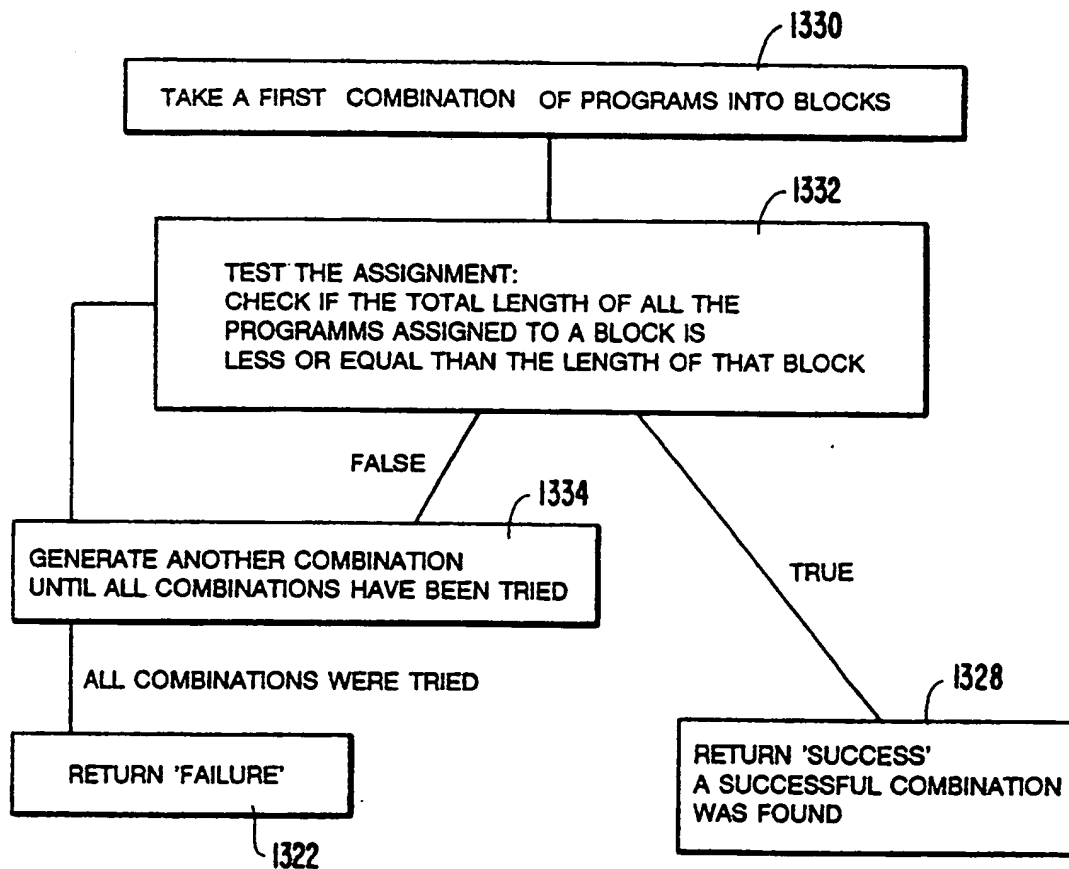 1330
TAKE A FIRST COMBINATION OF PROGRAMS INTO BLOCKS
1332
TEST THE ASSIGNMENT:
CHECK IF THE TOTAL LENGTH OF ALL THE
PROGRAMMS ASSIGNED TO A BLOCK IS
LESS OR EQUAL THAN THE LENGTH OF THAT BLOCK
FALSE
1334
GENERATE ANOTHER COMBINATION
UNTIL ALL COMBINATIONS HAVE BEEN TRIED
TRUE
ALL COMBINATIONS WERE TRIED
1328
RETURN 'FAILURE'
RETURN 'SUCCESS'
A SUCCESSFUL COMBINATION
WAS FOUND
1322